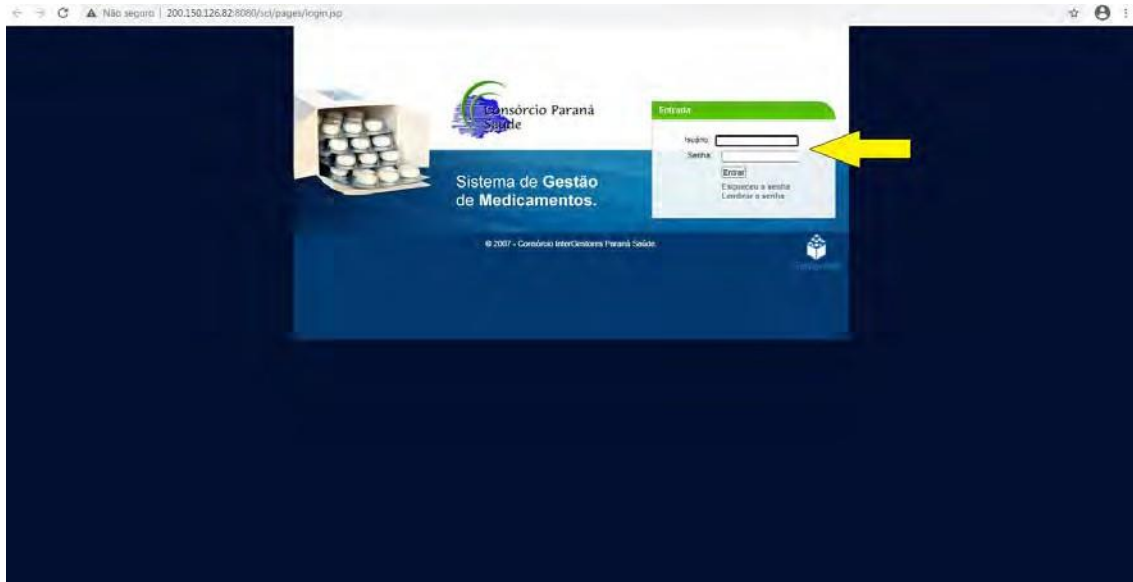 Não seguro | 200.150.126.82:8080/sci/pages/login.jsp
Consórcio Paraná
Saúde
Sistema de Gestão
de Medicamentos.
Entrada
Usuário:
Senha:
Entrar
Esqueceu a senha
Lembrar a senha
© 2007 - Consórcio InterGestores Paraná Saúde.